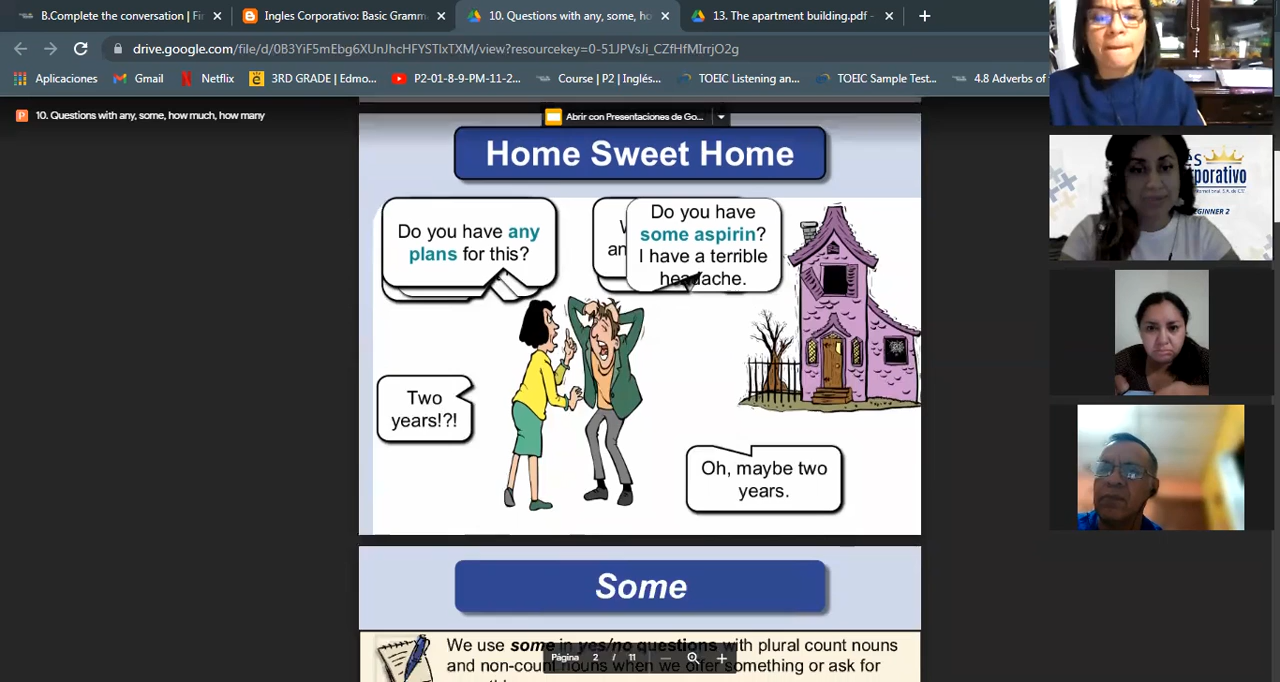 B.Complete the conversation | Fi
Ingles Corporativo: Basic Gramm
10. Questions with any, some, ho
13. The apartment building.pdf -
drive.google.com/file/d/0B3YiF5mEbg6XUnJhcHFYSTlxTXM/view?resourcekey=0-51JPVsJi_CZfHfMIrrjO2g
Aplicaciones
Gmail
Netflix
3RD GRADE | Edmo...
P2-01-8-9-PM-11-2...
Course | P2 | Inglés...
TOEIC Listening an...
TOEIC Sample Test...
4.8 Adverbs of
10. Questions with any, some, how much, how many
Abrir con Presentaciones de Go...
Home Sweet Home
Do you have any
plans for this?
Do you have
some aspirin?
I have a terrible
headache.
Two
years!?!
Oh, maybe two
years.
Some
We use some in yes/no questions with plural count nouns
and non-count nouns when we offer something or ask for
Página 2 / 11
rporativo
GINNER 2